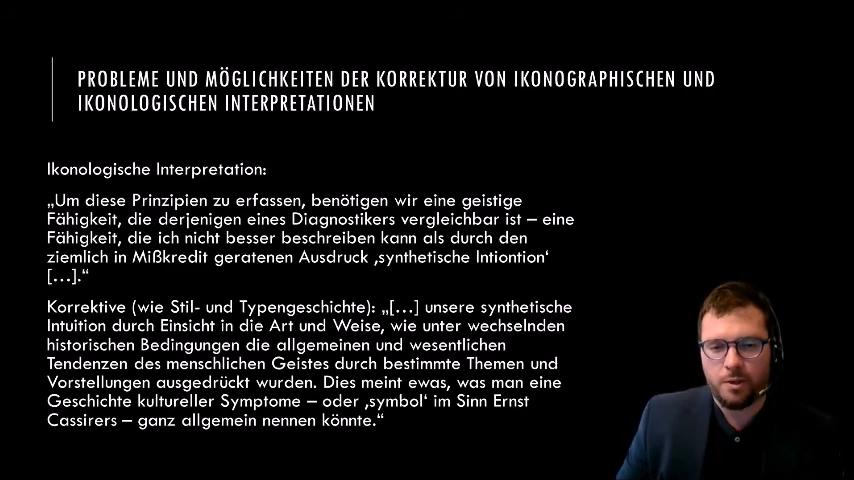 PROBLEME UND MÖGLICHKEITEN DER KORREKTUR VON IKONOGRAPHISCHEN UND
IKONOLOGISCHEN INTERPRETATIONEN
Ikonologische Interpretation:
„Um diese Prinzipien zu erfassen, benötigen wir eine geistige
Fähigkeit, die derjenigen eines Diagnostikers vergleichbar ist – eine
Fähigkeit, die ich nicht besser beschreiben kann als durch den
ziemlich in Mißkredit geratenen Ausdruck ‚synthetische Intiontion‘
[…].“
Korrektive (wie Stil- und Typengeschichte): „[…] unsere synthetische
Intuition durch Einsicht in die Art und Weise, wie unter wechselnden
historischen Bedingungen die allgemeinen und wesentlichen
Tendenzen des menschlichen Geistes durch bestimmte Themen und
Vorstellungen ausgedrückt wurden. Dies meint ewas, was man eine
Geschichte kultureller Symptome – oder ‚symbol‘ im Sinn Ernst
Cassirers – ganz allgemein nennen könnte.“